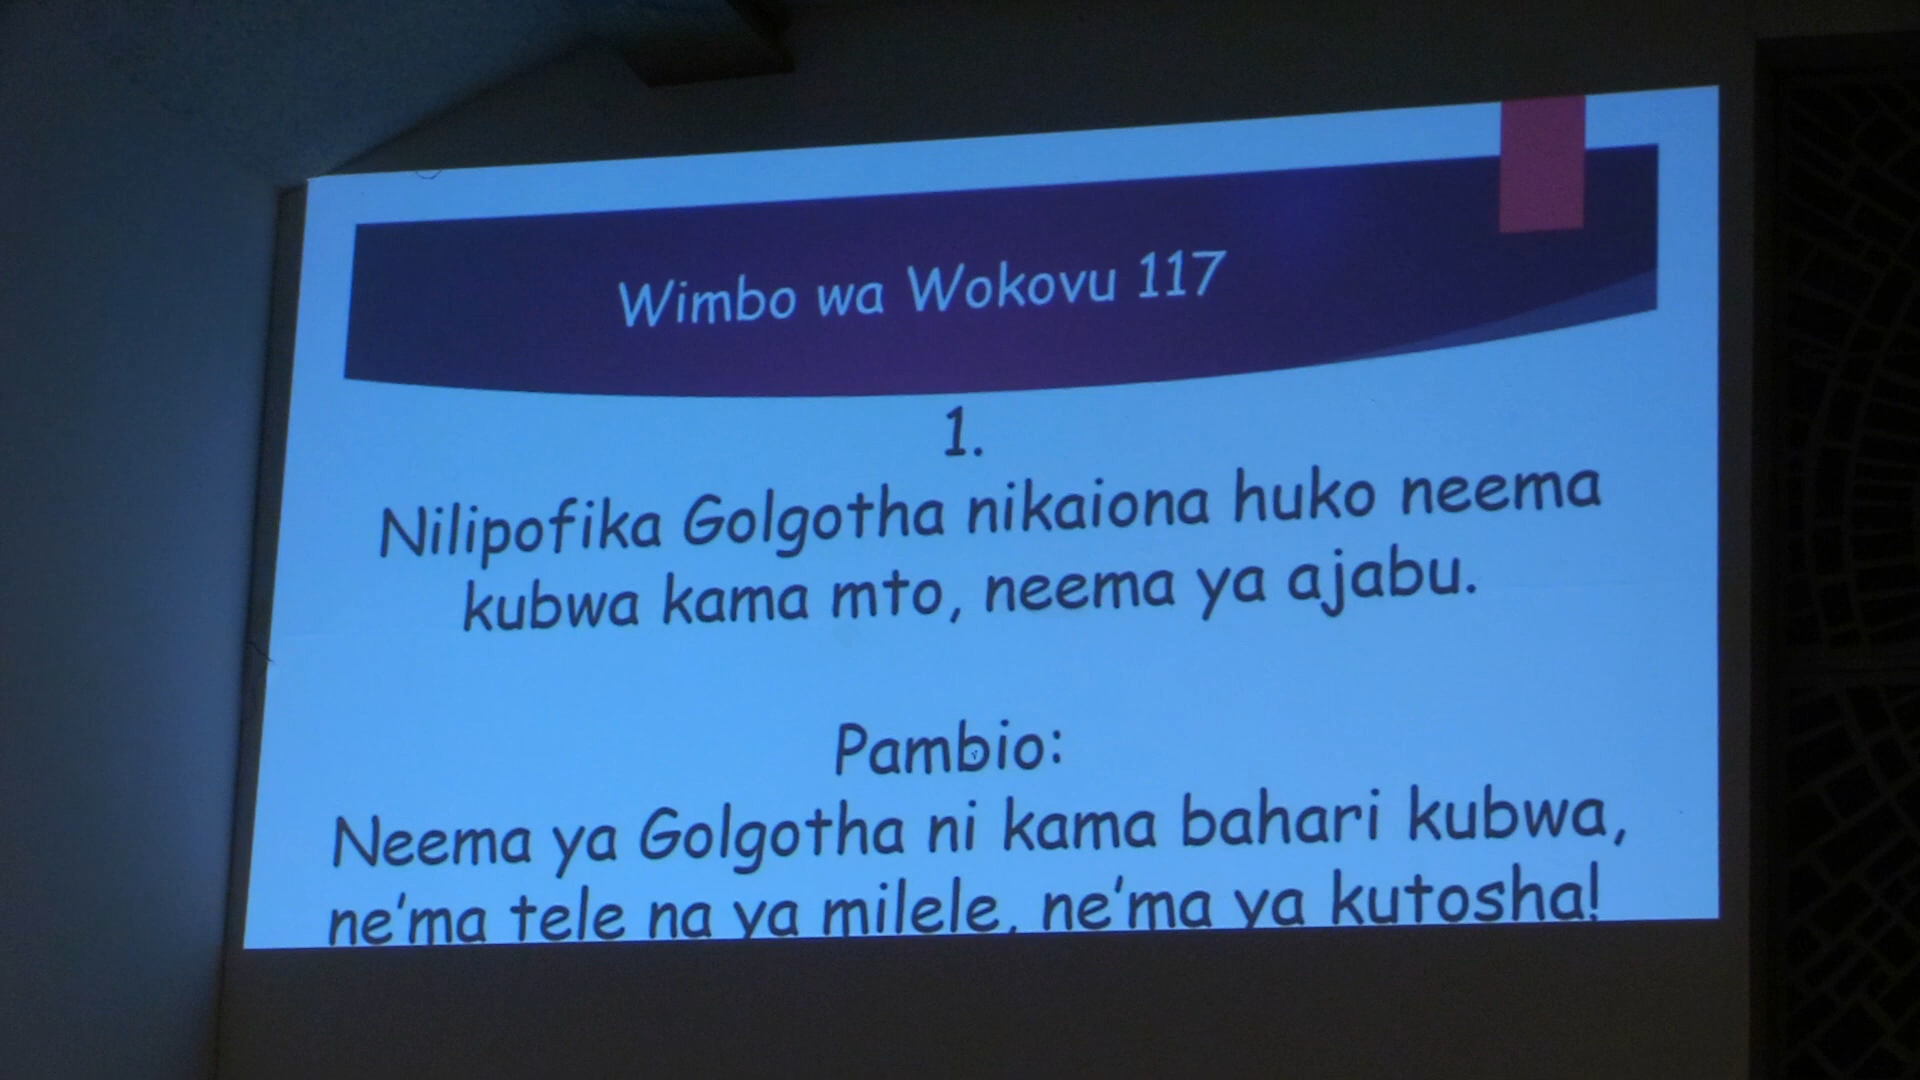 Wimbo wa Wokovu 117
1.
Nilipofika Golgotha nikaiona huko neema
kubwa kama mto, neema ya ajabu.
Pambio:
Neema ya Golgotha ni kama bahari kubwa,
ne'ma tele na ya milele, ne'ma ya kutosha!